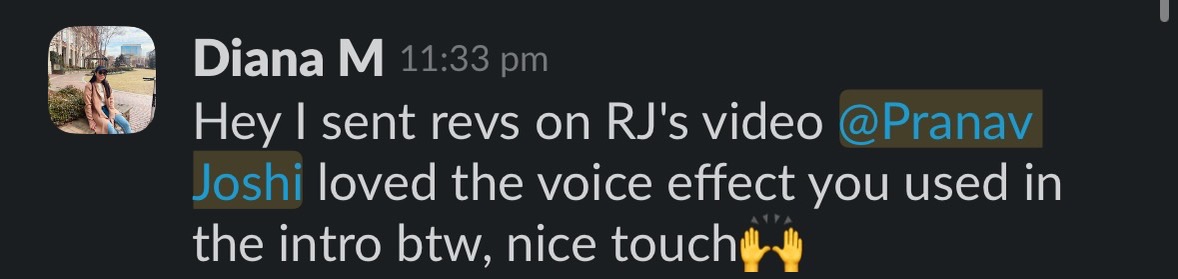 Diana M 11:33 pm
Hey I sent revs on RJ's video @Pranav
Joshi loved the voice effect you used in
the intro btw, nice touch🙌